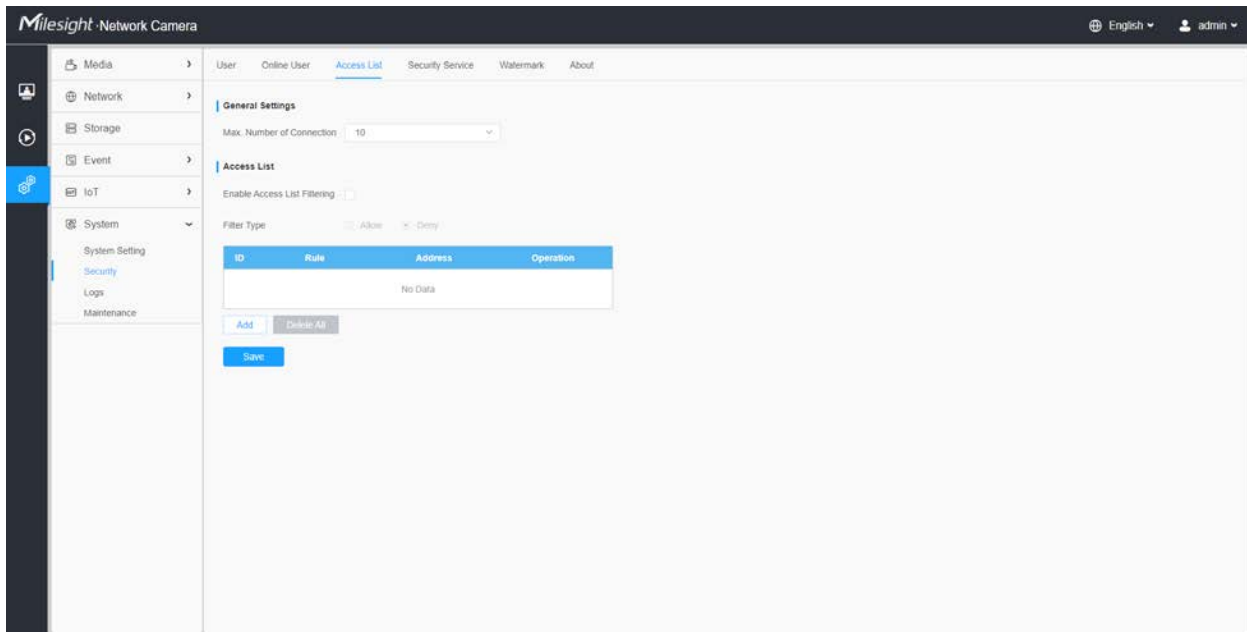 Milesight · Network Camera
English
admin
Media
Network
Storage
Event
IoT
System
System Setting
Security
Logs
Maintenance
User Online User Access List Security Service Watermark About
General Settings
Max. Number of Connection 10
Access List
Enable Access List Filtering
Filter Type Allow Deny
ID Rule Address Operation
No Data
Add Delete All
Save